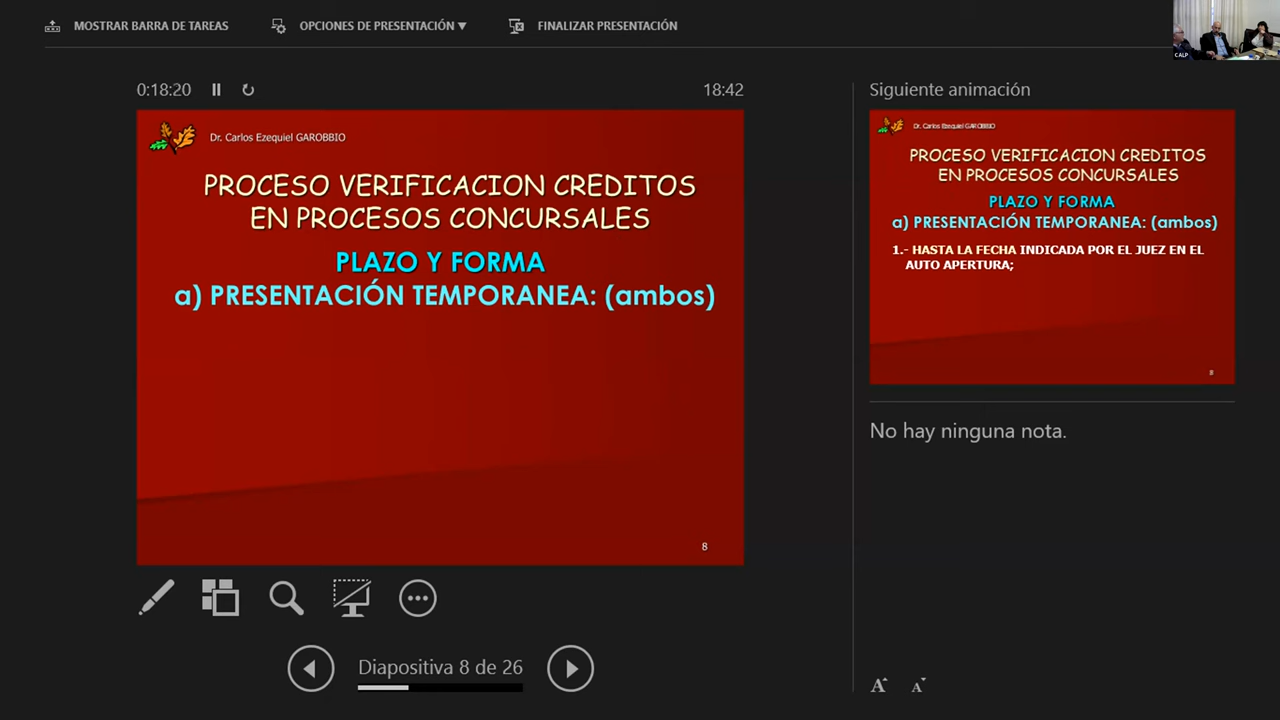 MOSTRAR BARRA DE TAREAS
OPCIONES DE PRESENTACIÓN ▼
FINALIZAR PRESENTACIÓN
CALP
0:18:20
18:42
Dr. Carlos Ezequiel GAROBBIO
PROCESO VERIFICACION CREDITOS
EN PROCESOS CONCURSALES
PLAZO Y FORMA
a) PRESENTACIÓN TEMPORANEA: (ambos)
8
Diapositiva 8 de 26
Siguiente animación
Dr. Carlos Ezequiel GAROBBIO
PROCESO VERIFICACION CREDITOS
EN PROCESOS CONCURSALES
PLAZO Y FORMA
a) PRESENTACIÓN TEMPORANEA: (ambos)
1.- HASTA LA FECHA INDICADA POR EL JUEZ EN EL
AUTO APERTURA;
8
No hay ninguna nota.
A A